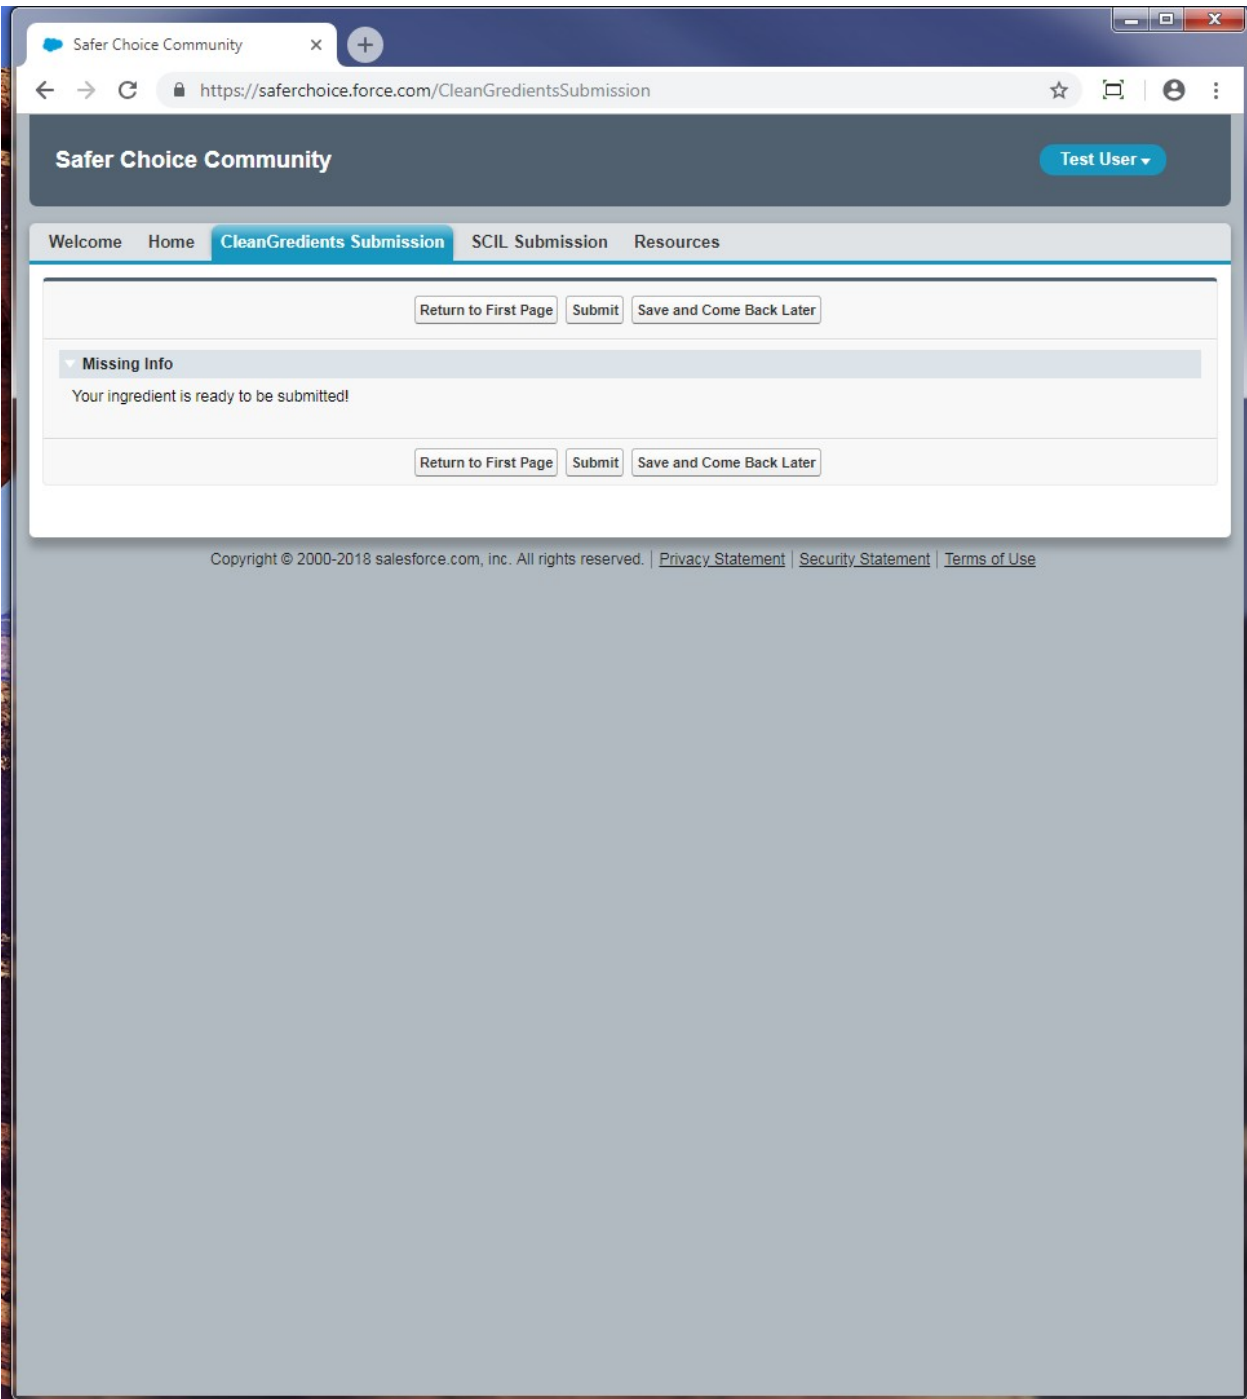 Safer Choice Community
https://saferchoice.force.com/CleanGredientsSubmission
Safer Choice Community
Test User
Welcome Home CleanGredients Submission SCIL Submission Resources
Return to First Page Submit Save and Come Back Later
Missing Info
Your ingredient is ready to be submitted!
Return to First Page Submit Save and Come Back Later
Copyright © 2000-2018 salesforce.com, inc. All rights reserved. | Privacy Statement | Security Statement | Terms of Use